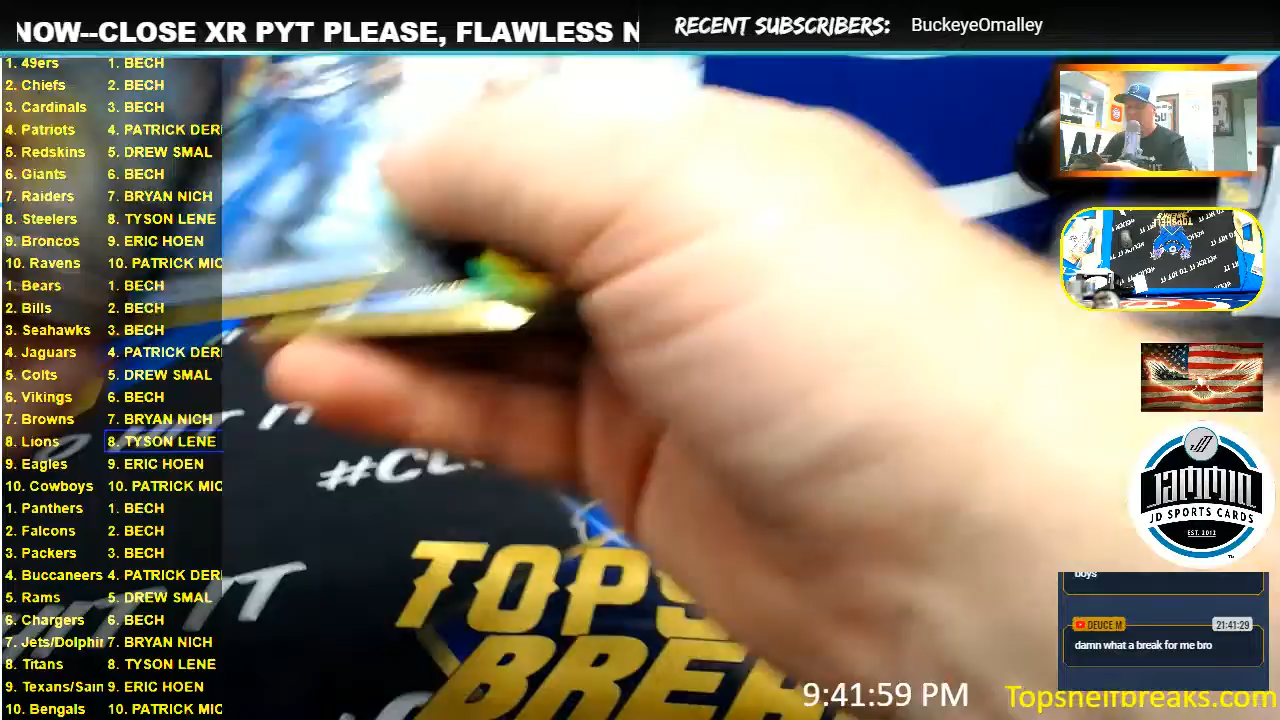 NOW--CLOSE XR PYT PLEASE, FLAWLESS N
RECENT SUBSCRIBERS: BuckeyeOmalley
1. 49ers 1. BECH
2. Chiefs 2. BECH
3. Cardinals 3. BECH
4. Patriots 4. PATRICK DER
5. Redskins 5. DREW SMAL
6. Giants 6. BECH
7. Raiders 7. BRYAN NICH
8. Steelers 8. TYSON LENE
9. Broncos 9. ERIC HOEN
10. Ravens 10. PATRICK MIC
1. Bears 1. BECH
2. Bills 2. BECH
3. Seahawks 3. BECH
4. Jaguars 4. PATRICK DER
5. Colts 5. DREW SMAL
6. Vikings 6. BECH
7. Browns 7. BRYAN NICH
8. Lions 8. TYSON LENE
9. Eagles 9. ERIC HOEN
10. Cowboys 10. PATRICK MIC
1. Panthers 1. BECH
2. Falcons 2. BECH
3. Packers 3. BECH
4. Buccaneers 4. PATRICK DER
5. Rams 5. DREW SMAL
6. Chargers 6. BECH
7. Jets/Dolphin 7. BRYAN NICH
8. Titans 8. TYSON LENE
9. Texans/Sain 9. ERIC HOEN
10. Bengals 10. PATRICK MIC
#CL
IT
TOPS
BREA
JAMMIN
JD SPORTS CARDS
EST. 2012
boys
DEUCE M 21:41:29
damn what a break for me bro
9:41:59 PM
Topshelfbreaks.com